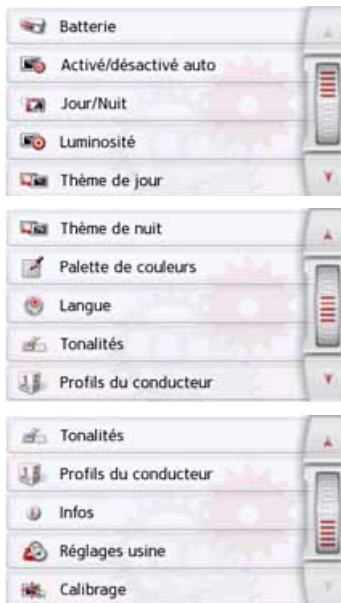 Batterie
Activé/désactivé auto
Jour/Nuit
Luminosité
Thème de jour
Thème de nuit
Palette de couleurs
Langue
Tonalités
Profils du conducteur
Tonalités
Profils du conducteur
Infos
Réglages usine
Calibrage